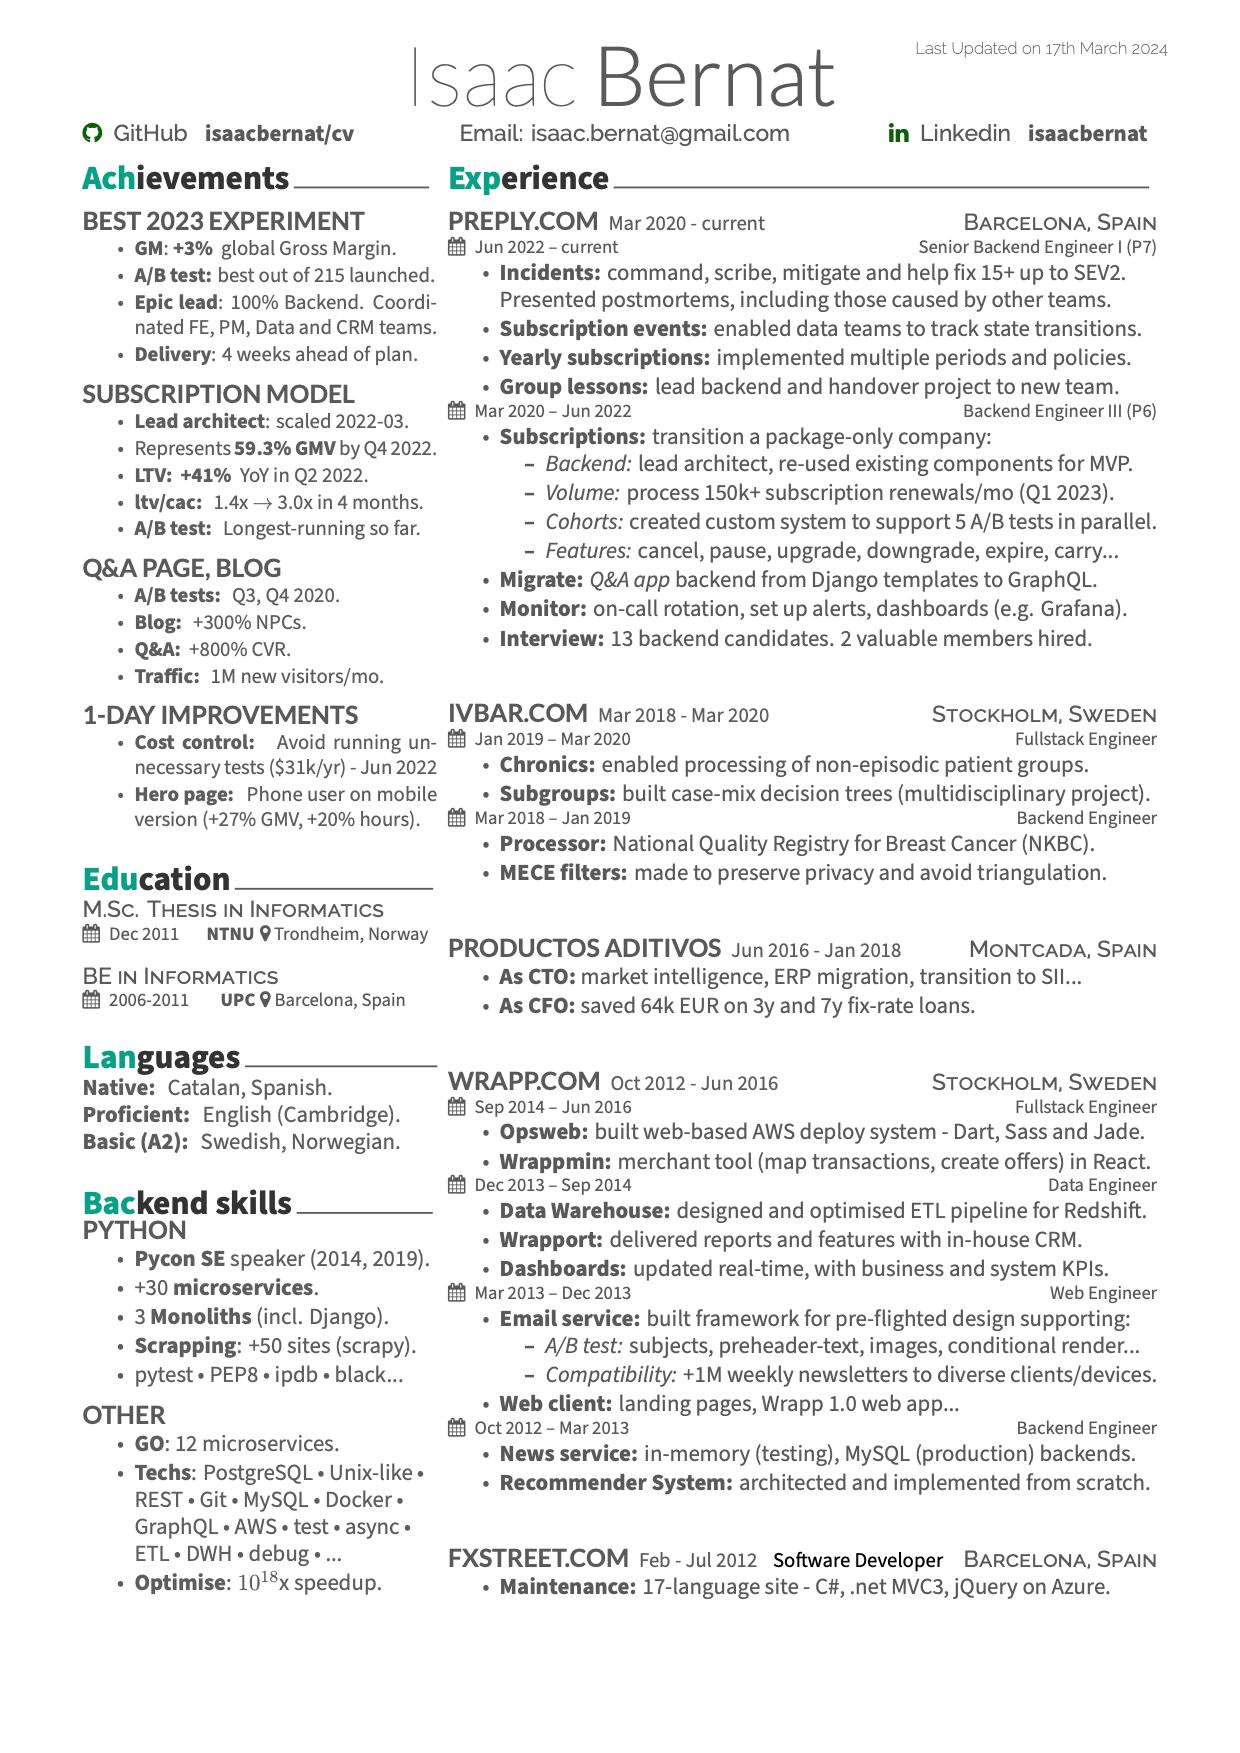 Isaac Bernat
Last Updated on 17th March 2024
GitHub isaacbernat/cv
Email: isaac.bernat@gmail.com
Linkedin isaacbernat
Achievements
BEST 2023 EXPERIMENT
• GM: +3% global Gross Margin.
• A/B test: best out of 215 launched.
• Epic lead: 100% Backend. Coordi-
nated FE, PM, Data and CRM teams.
• Delivery: 4 weeks ahead of plan.
SUBSCRIPTION MODEL
• Lead architect: scaled 2022-03.
• Represents 59.3% GMV by Q4 2022.
• LTV: +41% YoY in Q2 2022.
• ltv/cac: 1.4x → 3.0x in 4 months.
• A/B test: Longest-running so far.
Q&A PAGE, BLOG
• A/B tests: Q3, Q4 2020.
• Blog: +300% NPCs.
• Q&A: +800% CVR.
• Traffic: 1M new visitors/mo.
1-DAY IMPROVEMENTS
• Cost control: Avoid running un-
necessary tests ($31k/yr) - Jun 2022
• Hero page: Phone user on mobile
version (+27% GMV, +20% hours).
Education
M.Sc. Thesis in Informatics
Dec 2011 NTNU Trondheim, Norway
BE in Informatics
2006-2011 UPC Barcelona, Spain
Languages
Native: Catalan, Spanish.
Proficient: English (Cambridge).
Basic (A2): Swedish, Norwegian.
Backend skills
PYTHON
• Pycon SE speaker (2014, 2019).
• +30 microservices.
• 3 Monoliths (incl. Django).
• Scrapping: +50 sites (scrapy).
• pytest • PEP8 • ipdb • black...
OTHER
• GO: 12 microservices.
• Techs: PostgreSQL • Unix-like •
REST • Git • MySQL • Docker •
GraphQL • AWS • test • async •
ETL • DWH • debug • ...
• Optimise: 10¹⁸x speedup.
Experience
PREPLY.COM Mar 2020 - current Barcelona, Spain
Jun 2022 – current Senior Backend Engineer I (P7)
• Incidents: command, scribe, mitigate and help fix 15+ up to SEV2.
Presented postmortems, including those caused by other teams.
• Subscription events: enabled data teams to track state transitions.
• Yearly subscriptions: implemented multiple periods and policies.
• Group lessons: lead backend and handover project to new team.
Mar 2020 – Jun 2022 Backend Engineer III (P6)
• Subscriptions: transition a package-only company:
– Backend: lead architect, re-used existing components for MVP.
– Volume: process 150k+ subscription renewals/mo (Q1 2023).
– Cohorts: created custom system to support 5 A/B tests in parallel.
– Features: cancel, pause, upgrade, downgrade, expire, carry...
• Migrate: Q&A app backend from Django templates to GraphQL.
• Monitor: on-call rotation, set up alerts, dashboards (e.g. Grafana).
• Interview: 13 backend candidates. 2 valuable members hired.
IVBAR.COM Mar 2018 - Mar 2020 Stockholm, Sweden
Jan 2019 – Mar 2020 Fullstack Engineer
• Chronics: enabled processing of non-episodic patient groups.
• Subgroups: built case-mix decision trees (multidisciplinary project).
Mar 2018 – Jan 2019 Backend Engineer
• Processor: National Quality Registry for Breast Cancer (NKBC).
• MECE filters: made to preserve privacy and avoid triangulation.
PRODUCTOS ADITIVOS Jun 2016 - Jan 2018 Montcada, Spain
• As CTO: market intelligence, ERP migration, transition to SII...
• As CFO: saved 64k EUR on 3y and 7y fix-rate loans.
WRAPP.COM Oct 2012 - Jun 2016 Stockholm, Sweden
Sep 2014 – Jun 2016 Fullstack Engineer
• Opsweb: built web-based AWS deploy system - Dart, Sass and Jade.
• Wrappmin: merchant tool (map transactions, create offers) in React.
Dec 2013 – Sep 2014 Data Engineer
• Data Warehouse: designed and optimised ETL pipeline for Redshift.
• Wrapport: delivered reports and features with in-house CRM.
• Dashboards: updated real-time, with business and system KPIs.
Mar 2013 – Dec 2013 Web Engineer
• Email service: built framework for pre-flighted design supporting:
– A/B test: subjects, preheader-text, images, conditional render...
– Compatibility: +1M weekly newsletters to diverse clients/devices.
• Web client: landing pages, Wrapp 1.0 web app...
Oct 2012 – Mar 2013 Backend Engineer
• News service: in-memory (testing), MySQL (production) backends.
• Recommender System: architected and implemented from scratch.
FXSTREET.COM Feb - Jul 2012 Software Developer Barcelona, Spain
• Maintenance: 17-language site - C#, .net MVC3, jQuery on Azure.